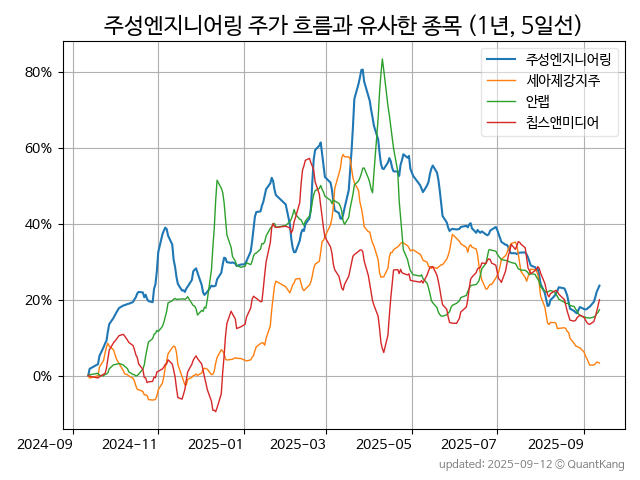 주성엔지니어링 주가 흐름과 유사한 종목 (1년, 5일선)
주성엔지니어링
세아제강지주
안랩
칩스앤미디어
80%
60%
40%
20%
0%
2024-09
2024-11
2025-01
2025-03
2025-05
2025-07
2025-09
updated: 2025-09-12 © QuantKang